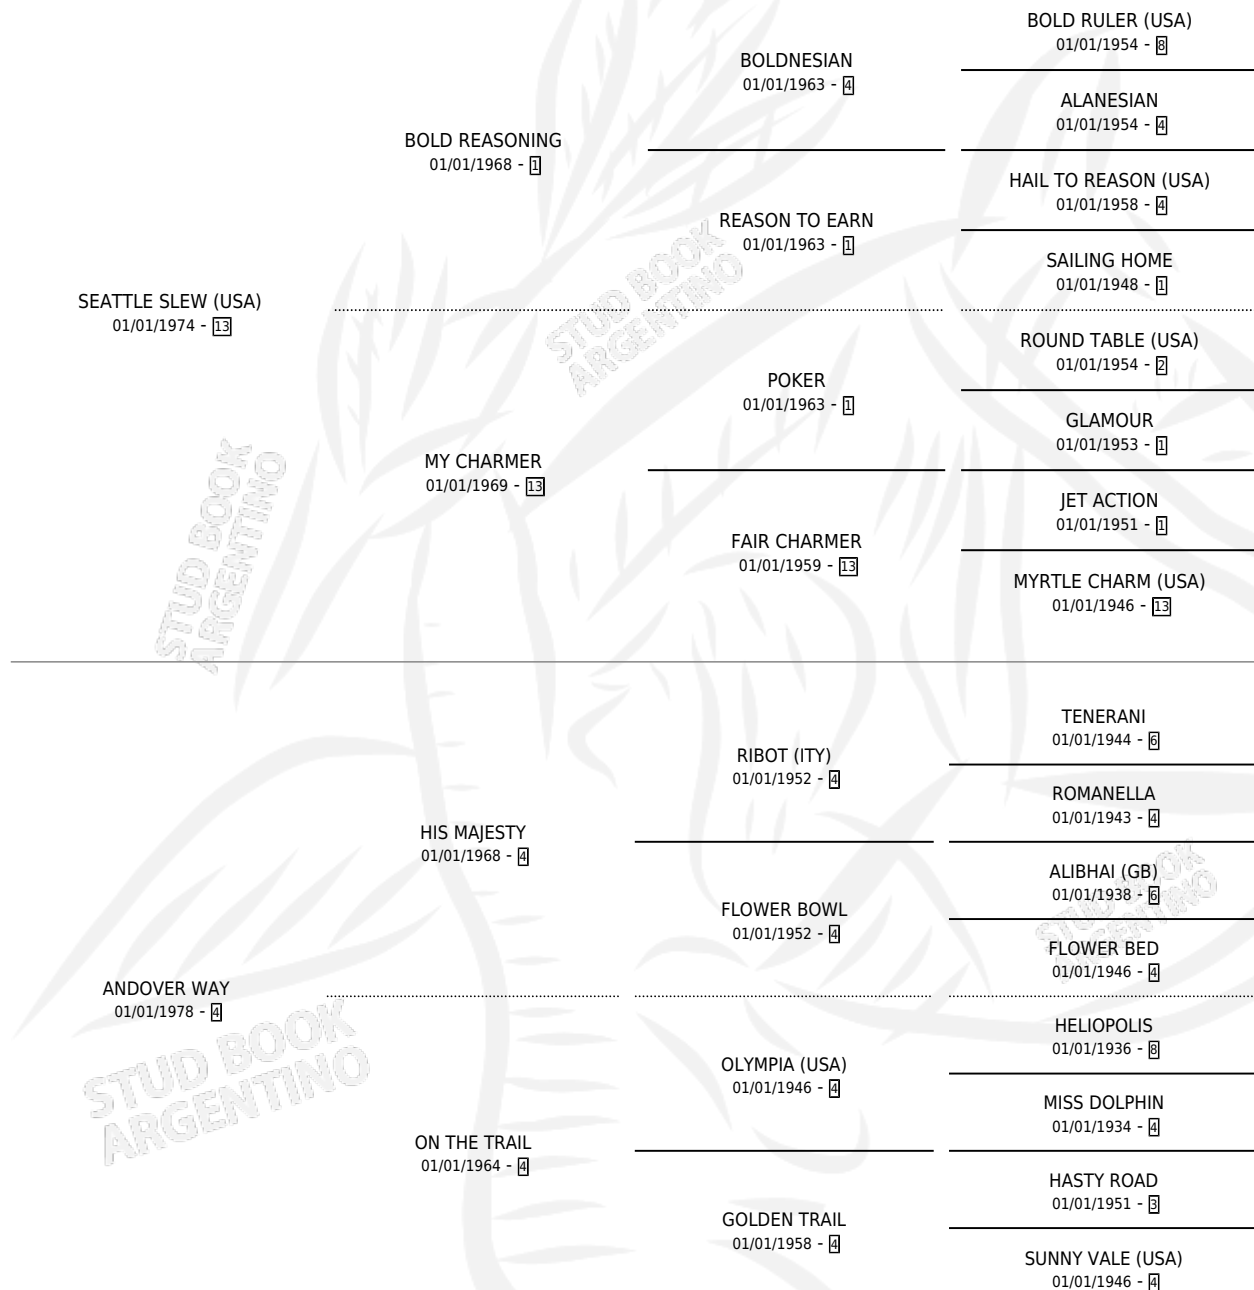 BOLD RULER (USA)
01/01/1954 - 8
BOLDNESIAN
01/01/1963 - 4
ALANESIAN
01/01/1954 - 4
BOLD REASONING
01/01/1968 - 1
HAIL TO REASON (USA)
01/01/1958 - 4
REASON TO EARN
01/01/1963 - 1
SAILING HOME
01/01/1948 - 1
SEATTLE SLEW (USA)
01/01/1974 - 13
STUD BOOK
ARGENTINO
ROUND TABLE (USA)
01/01/1954 - 2
POKER
01/01/1963 - 1
GLAMOUR
01/01/1953 - 1
MY CHARMER
01/01/1969 - 13
JET ACTION
01/01/1951 - 1
FAIR CHARMER
01/01/1959 - 13
MYRTLE CHARM (USA)
01/01/1946 - 13
STUD BOOK
ARGENTINO
TENERANI
01/01/1944 - 6
RIBOT (ITY)
01/01/1952 - 4
ROMANELLA
01/01/1943 - 4
HIS MAJESTY
01/01/1968 - 4
ALIBHAI (GB)
01/01/1938 - 6
FLOWER BOWL
01/01/1952 - 4
STUD BOOK
ARGENTINO
FLOWER BED
01/01/1946 - 4
ANDOVER WAY
01/01/1978 - 4
STUD BOOK
ARGENTINO
HELIOPOLIS
01/01/1936 - 8
OLYMPIA (USA)
01/01/1946 - 4
MISS DOLPHIN
01/01/1934 - 4
ON THE TRAIL
01/01/1964 - 4
HASTY ROAD
01/01/1951 - 3
GOLDEN TRAIL
01/01/1958 - 4
SUNNY VALE (USA)
01/01/1946 - 4